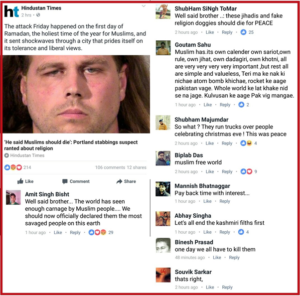 Hindustan Times
2 hrs
The attack Friday happened on the first day of
Ramadan, the holiest time of the year for Muslims, and
it sent shockwaves through a city that prides itself on
its tolerance and liberal views.
'He said Muslims should die': Portland stabbings suspect
ranted about religion
Hindustan Times
214
106 comments 12 shares
Like Comment Share
Amit Singh Bisht
Well said brother... The world has seen
enough carnage by Muslim people.... We
should now officially declared them the most
savaged people on this earth
1 hour ago · Like · Reply · 29
ShubHam SiNgh ToMar
Well said brother .. these jihadis and fake
religion doggies should die for PEACE
2 hours ago · Like · Reply · 25
Goutam Sahu
Muslim has its own calender own sariot,own
rule, own jihat, own dadagiri, own khotni, all
are very very very very important ,but rest all
are simple and valueless, Teri ma ke nak ki
nichae atom bomb khichae, rocket ke aage
pakistan vage. Whole world ke lat khake nid
se na jage. Kulvusan ke aage Pak vig mangae.
1 hour ago · Like · Reply · 2
Shubham Majumdar
So what ? They run trucks over people
celebrating christmas eve ! This was peace
2 hours ago · Like · Reply · 4
Biplab Das
muslim free world
2 hours ago · Like · Reply · 9
Mannish Bhatnaggar
Pay back time with interest...
1 hour ago · Like · Reply
Abhay Singha
Let's all end the kashmiri filths first
1 hour ago · Like · Reply · 4
Binesh Prasad
one day we all have to kill them
48 minutes ago · Like · Reply
Souvik Sarkar
thats right,
2 hours ago · Like · Reply